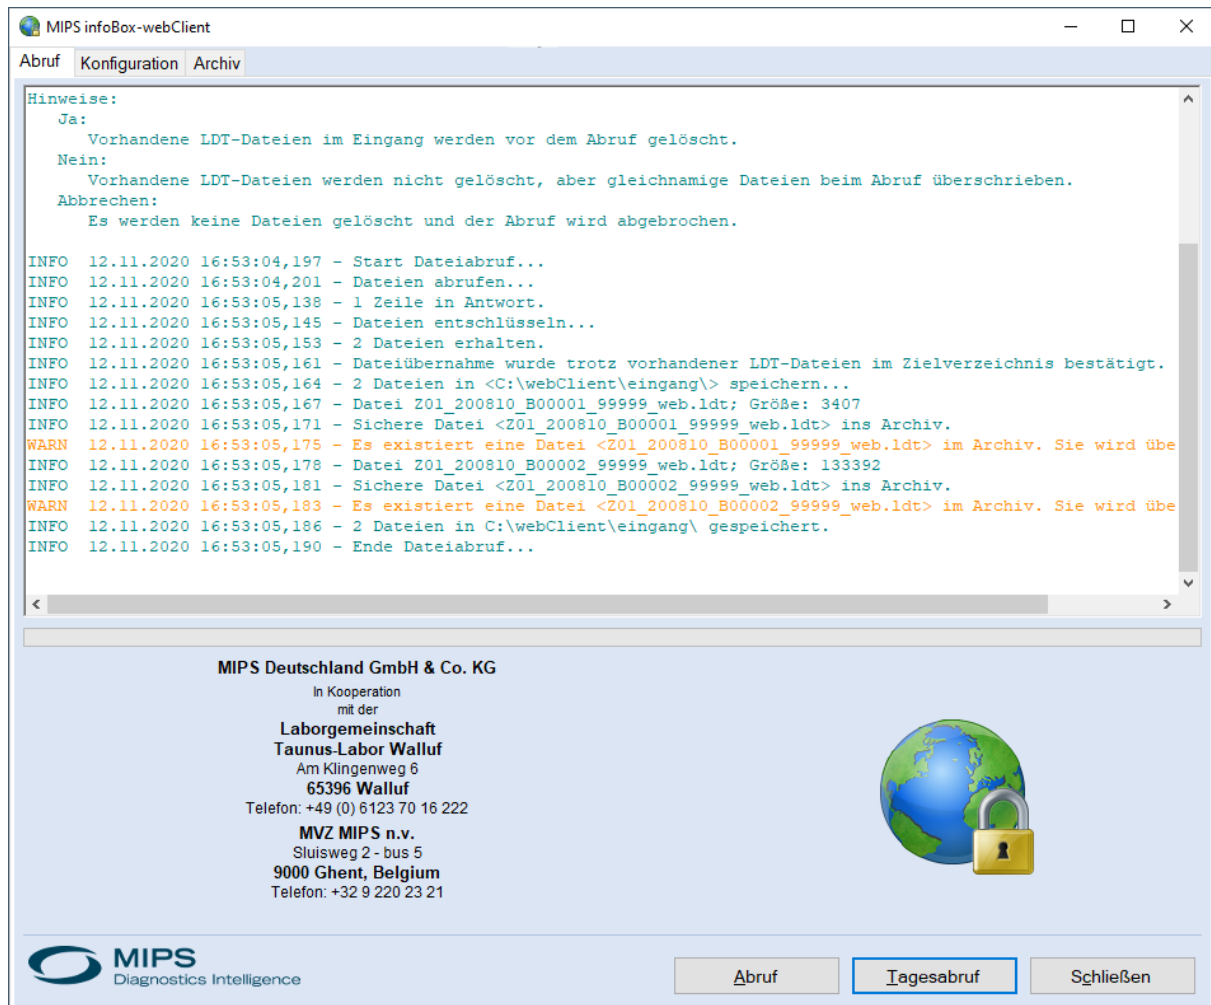 MIPS infoBox-webClient
Abruf Konfiguration Archiv
Hinweise:
Ja:
Vorhandene LDT-Dateien im Eingang werden vor dem Abruf gelöscht.
Nein:
Vorhandene LDT-Dateien werden nicht gelöscht, aber gleichnamige Dateien beim Abruf überschrieben.
Abbrechen:
Es werden keine Dateien gelöscht und der Abruf wird abgebrochen.
INFO 12.11.2020 16:53:04,197 - Start Dateiabruf...
INFO 12.11.2020 16:53:04,201 - Dateien abrufen...
INFO 12.11.2020 16:53:05,138 - 1 Zeile in Antwort.
INFO 12.11.2020 16:53:05,145 - Dateien entschlüsseln...
INFO 12.11.2020 16:53:05,153 - 2 Dateien erhalten.
INFO 12.11.2020 16:53:05,161 - Dateiübernahme wurde trotz vorhandener LDT-Dateien im Zielverzeichnis bestätigt.
INFO 12.11.2020 16:53:05,164 - 2 Dateien in <C:\webClient\eingang\> speichern...
INFO 12.11.2020 16:53:05,167 - Datei Z01_200810_B00001_99999_web.ldt; Größe: 3407
INFO 12.11.2020 16:53:05,171 - Sichere Datei <Z01_200810_B00001_99999_web.ldt> ins Archiv.
WARN 12.11.2020 16:53:05,175 - Es existiert eine Datei <Z01_200810_B00001_99999_web.ldt> im Archiv. Sie wird übe
INFO 12.11.2020 16:53:05,178 - Datei Z01_200810_B00002_99999_web.ldt; Größe: 133392
INFO 12.11.2020 16:53:05,181 - Sichere Datei <Z01_200810_B00002_99999_web.ldt> ins Archiv.
WARN 12.11.2020 16:53:05,183 - Es existiert eine Datei <Z01_200810_B00002_99999_web.ldt> im Archiv. Sie wird übe
INFO 12.11.2020 16:53:05,186 - 2 Dateien in C:\webClient\eingang\ gespeichert.
INFO 12.11.2020 16:53:05,190 - Ende Dateiabruf...
MIPS Deutschland GmbH & Co. KG
In Kooperation
mit der
Laborgemeinschaft
Taunus-Labor Walluf
Am Klingenweg 6
65396 Walluf
Telefon: +49 (0) 6123 70 16 222
MVZ MIPS n.v.
Sluisweg 2 - bus 5
9000 Ghent, Belgium
Telefon: +32 9 220 23 21
MIPS
Diagnostics Intelligence
Abruf Tagesabruf Schließen